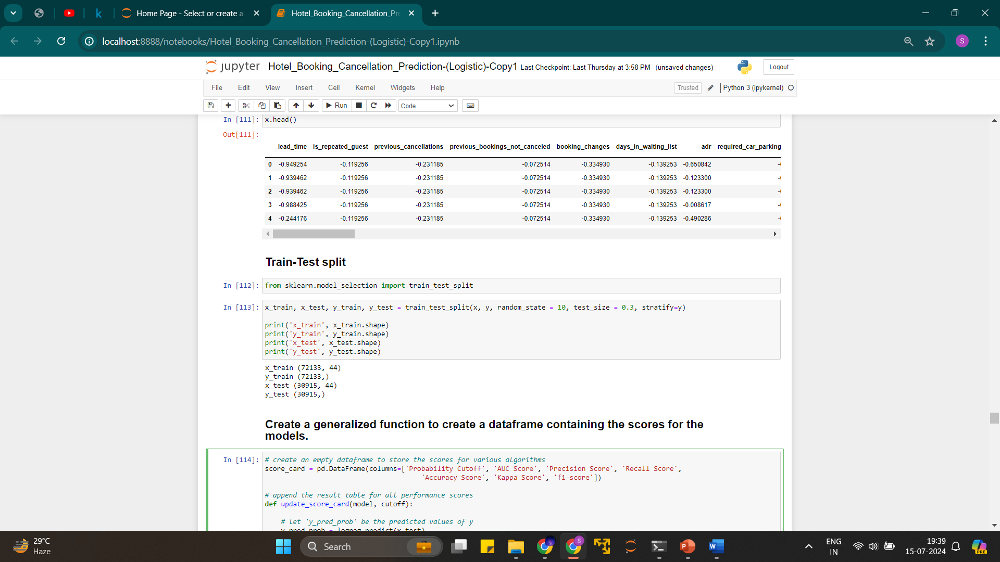 k
Home Page - Select or create a
Hotel_Booking_Cancellation_Pre
localhost:8888/notebooks/Hotel_Booking_Cancellation_Prediction-(Logistic)-Copy1.ipynb
S
jupyter Hotel_Booking_Cancellation_Prediction-(Logistic)-Copy1 Last Checkpoint: Last Thursday at 3:58 PM (unsaved changes)
Logout
File Edit View Insert Cell Kernel Widgets Help
Trusted Python 3 (ipykernel)
Run Code
In [111]: x.head()
Out[111]:
lead_time is_repeated_guest previous_cancellations previous_bookings_not_canceled booking_changes days_in_waiting_list adr required_car_parking
0 -0.949254 -0.119256 -0.231185 -0.072514 -0.334930 -0.139253 -0.650842 -
1 -0.939462 -0.119256 -0.231185 -0.072514 -0.334930 -0.139253 -0.123300 -
2 -0.939462 -0.119256 -0.231185 -0.072514 -0.334930 -0.139253 -0.123300 -
3 -0.988425 -0.119256 -0.231185 -0.072514 -0.334930 -0.139253 -0.008617 -
4 -0.244176 -0.119256 -0.231185 -0.072514 -0.334930 -0.139253 -0.490286 -
Train-Test split
In [112]: from sklearn.model_selection import train_test_split
In [113]: x_train, x_test, y_train, y_test = train_test_split(x, y, random_state = 10, test_size = 0.3, stratify=y)
print('x_train', x_train.shape)
print('y_train', y_train.shape)
print('x_test', x_test.shape)
print('y_test', y_test.shape)
x_train (72133, 44)
y_train (72133,)
x_test (30915, 44)
y_test (30915,)
Create a generalized function to create a dataframe containing the scores for the
models.
In [114]: # create an empty dataframe to store the scores for various algorithms
score_card = pd.DataFrame(columns=['Probability Cutoff', 'AUC Score', 'Precision Score', 'Recall Score',
'Accuracy Score', 'Kappa Score', 'f1-score'])
# append the result table for all performance scores
def update_score_card(model, cutoff):
# let 'y_pred_prob' be the predicted values of y
y_pred_prob = logreg.predict(x_test)
29°C
Haze
Search
S
P
W
ENG
IN
19:39
15-07-2024
PRE